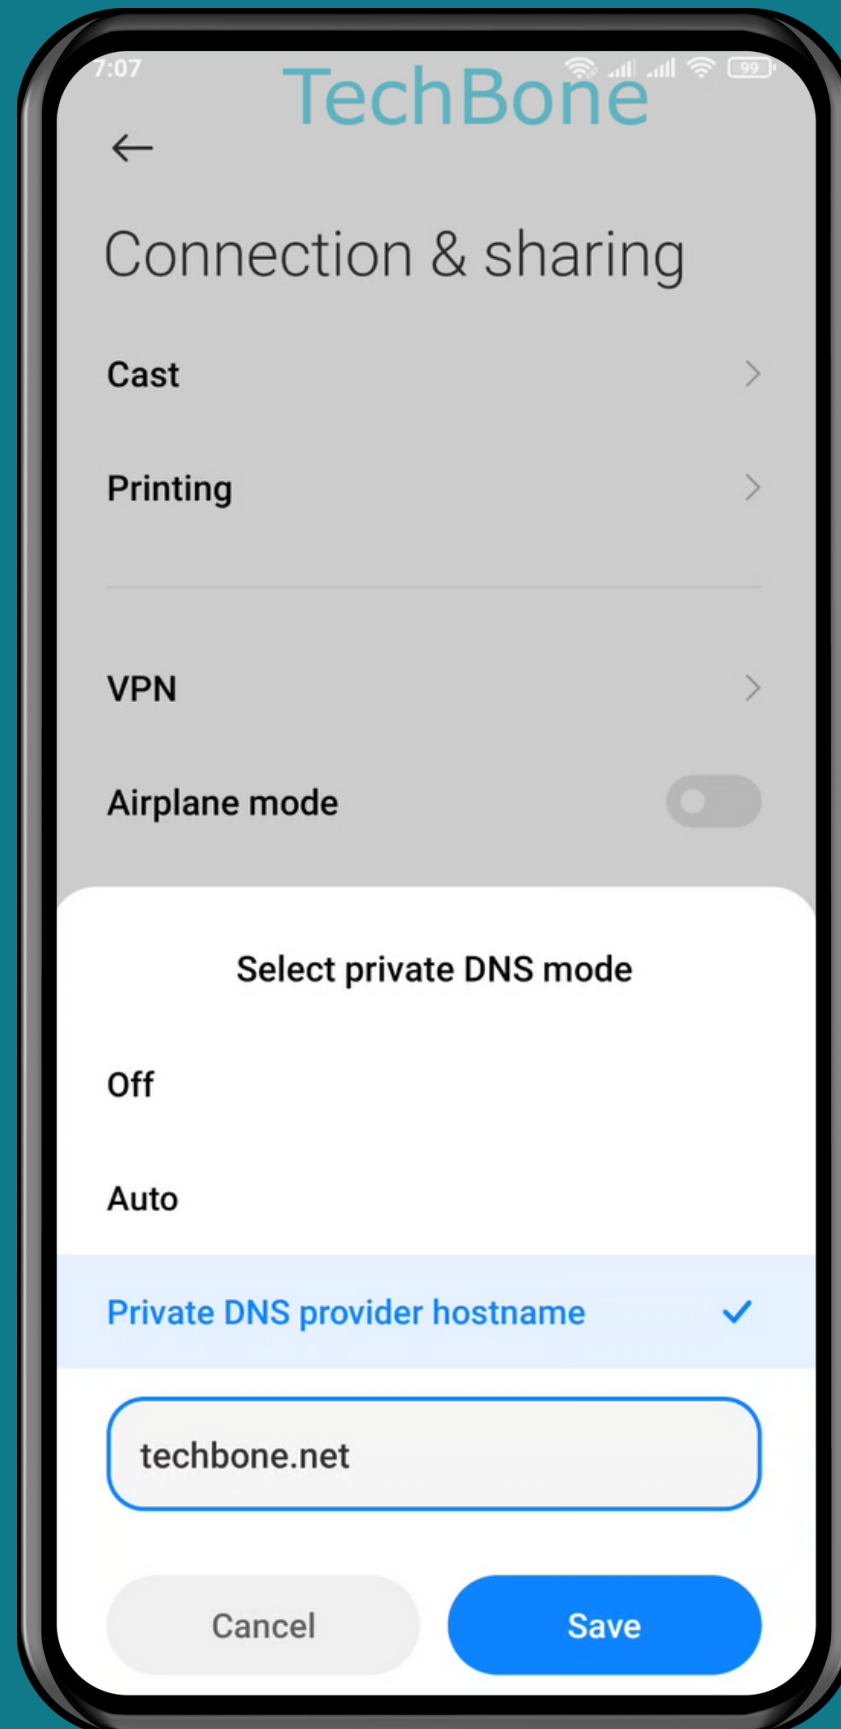 7:07
TechBone
99
Connection & sharing
Cast
Printing
VPN
Airplane mode
Select private DNS mode
Off
Auto
Private DNS provider hostname
techbone.net
Cancel
Save